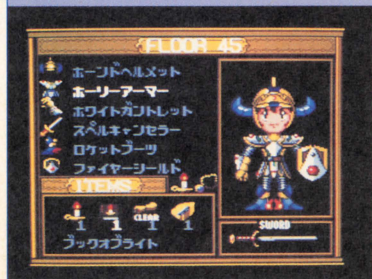 FLOOR 45
ホーンドヘルメット
ホーリーアーマー
ホワイトガントレット
スペルキャンセラー
ロケットブーツ
ファイヤーシールド
ITEMS
CLEAR
1 1 1 1
ブックオブライト
SWORD